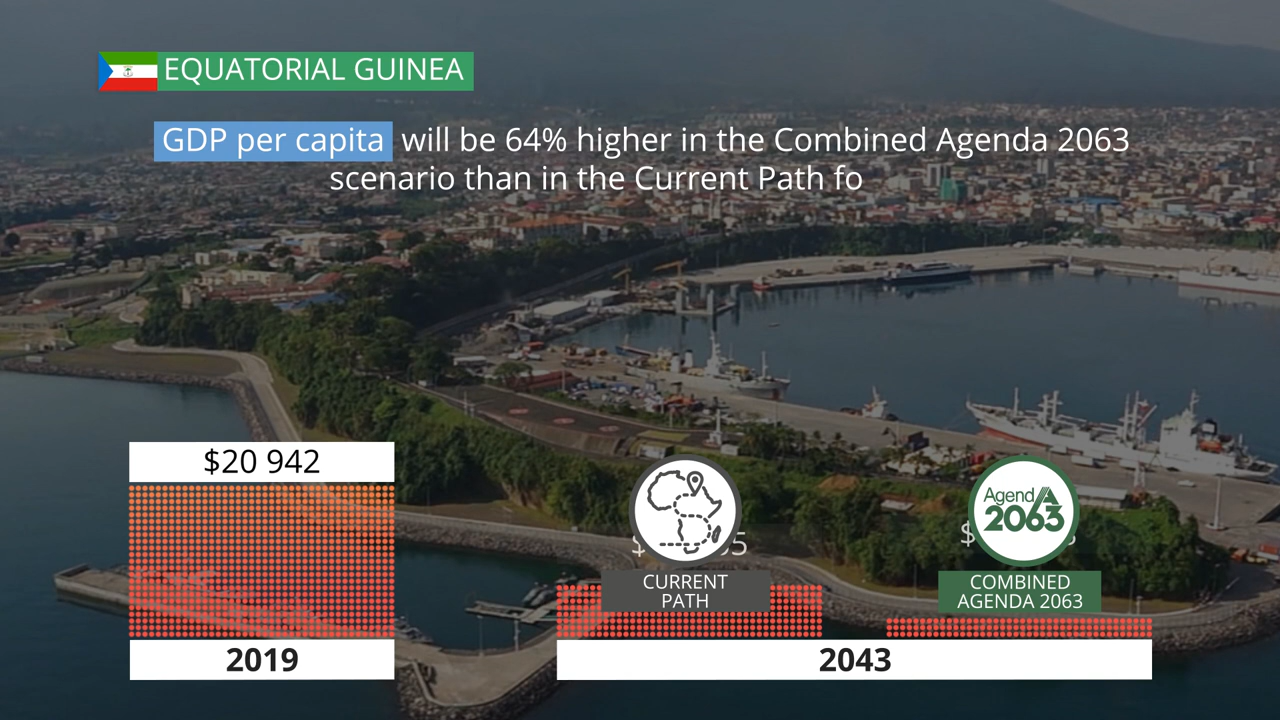 EQUATORIAL GUINEA
GDP per capita will be 64% higher in the Combined Agenda 2063
scenario than in the Current Path fo
$20 942
AgendA
2063
CURRENT
PATH
COMBINED
AGENDA 2063
2019
2043